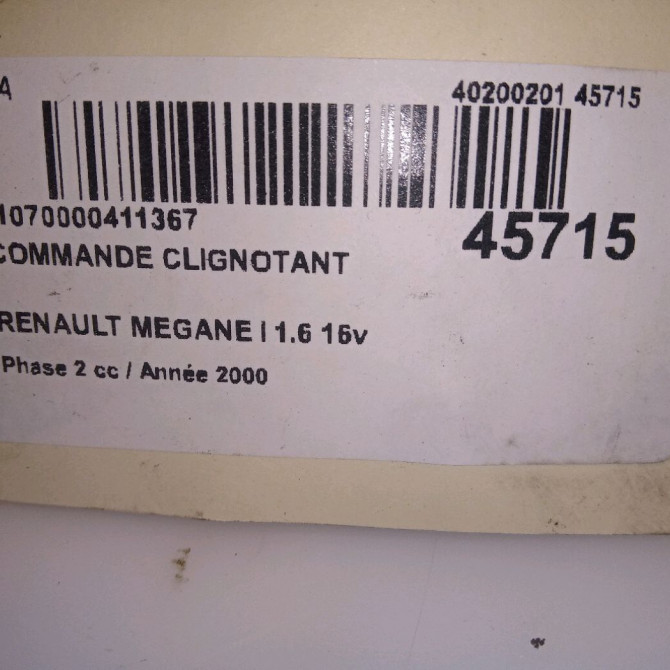 A 40200201 45715
1070000411367 45715
COMMANDE CLIGNOTANT
RENAULT MEGANE I 1.6 16v
Phase 2 cc / Année 2000